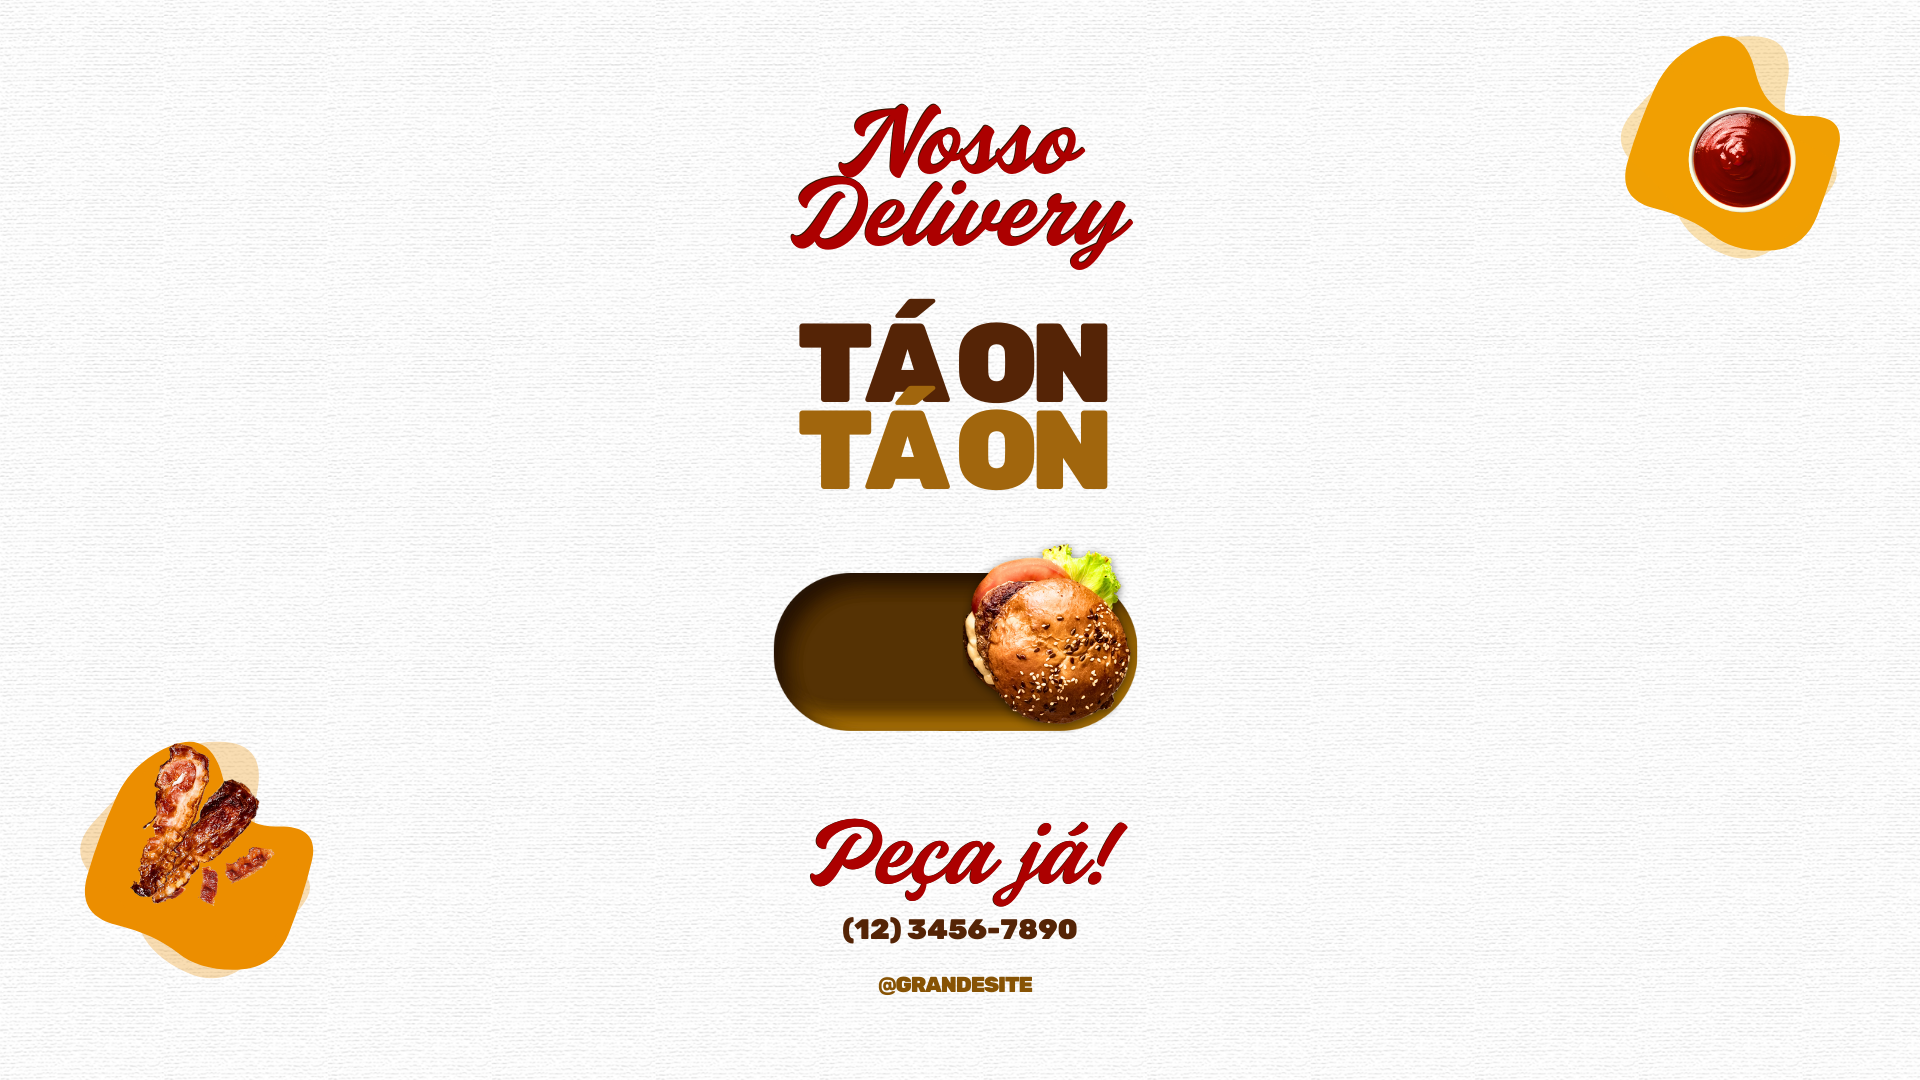 Nosso
Delivery
TÁ ON
TÁ ON
Peça já!
(12) 3456-7890
@GRANDESITE